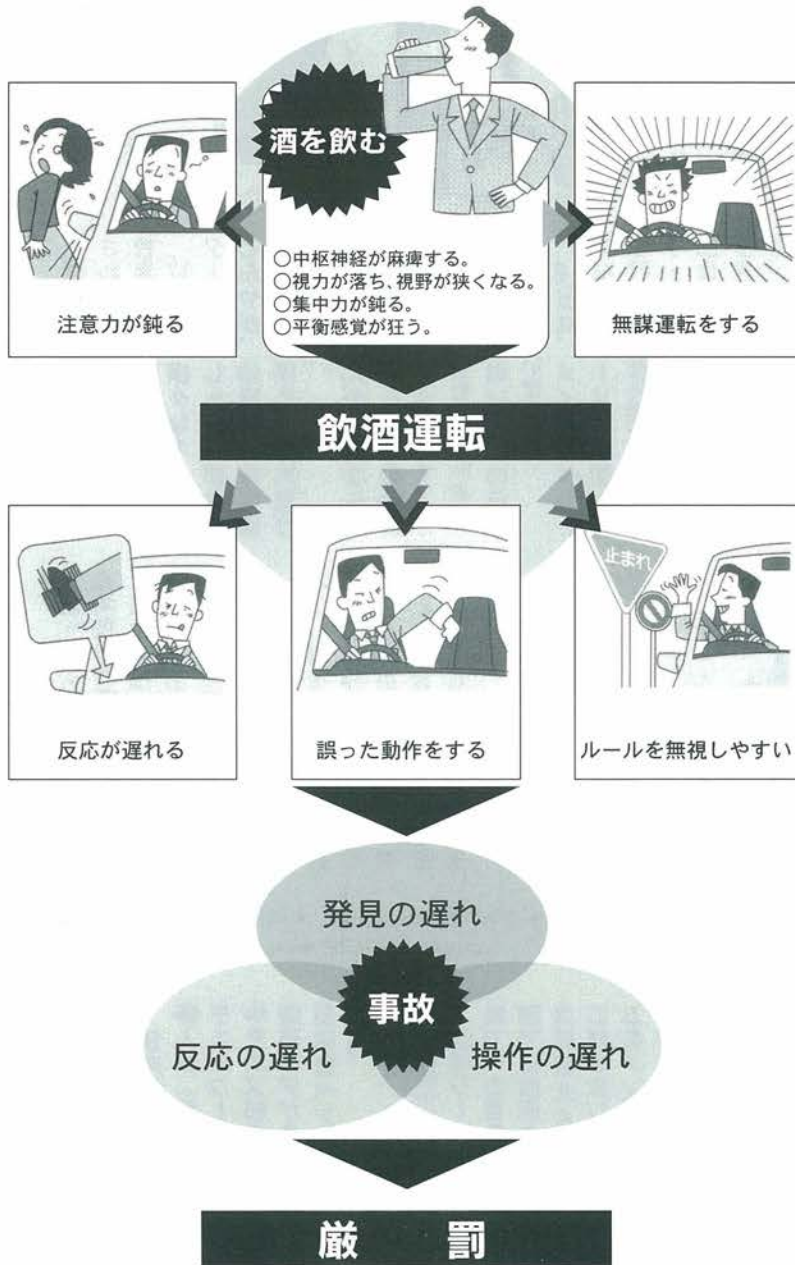 酒を飲む
○中枢神経が麻痺する。
○視力が落ち、視野が狭くなる。
○集中力が鈍る。
○平衡感覚が狂う。
注意力が鈍る
無謀運転をする
飲酒運転
止まれ
反応が遅れる
誤った動作をする
ルールを無視しやすい
発見の遅れ
事故
反応の遅れ
操作の遅れ
厳罰